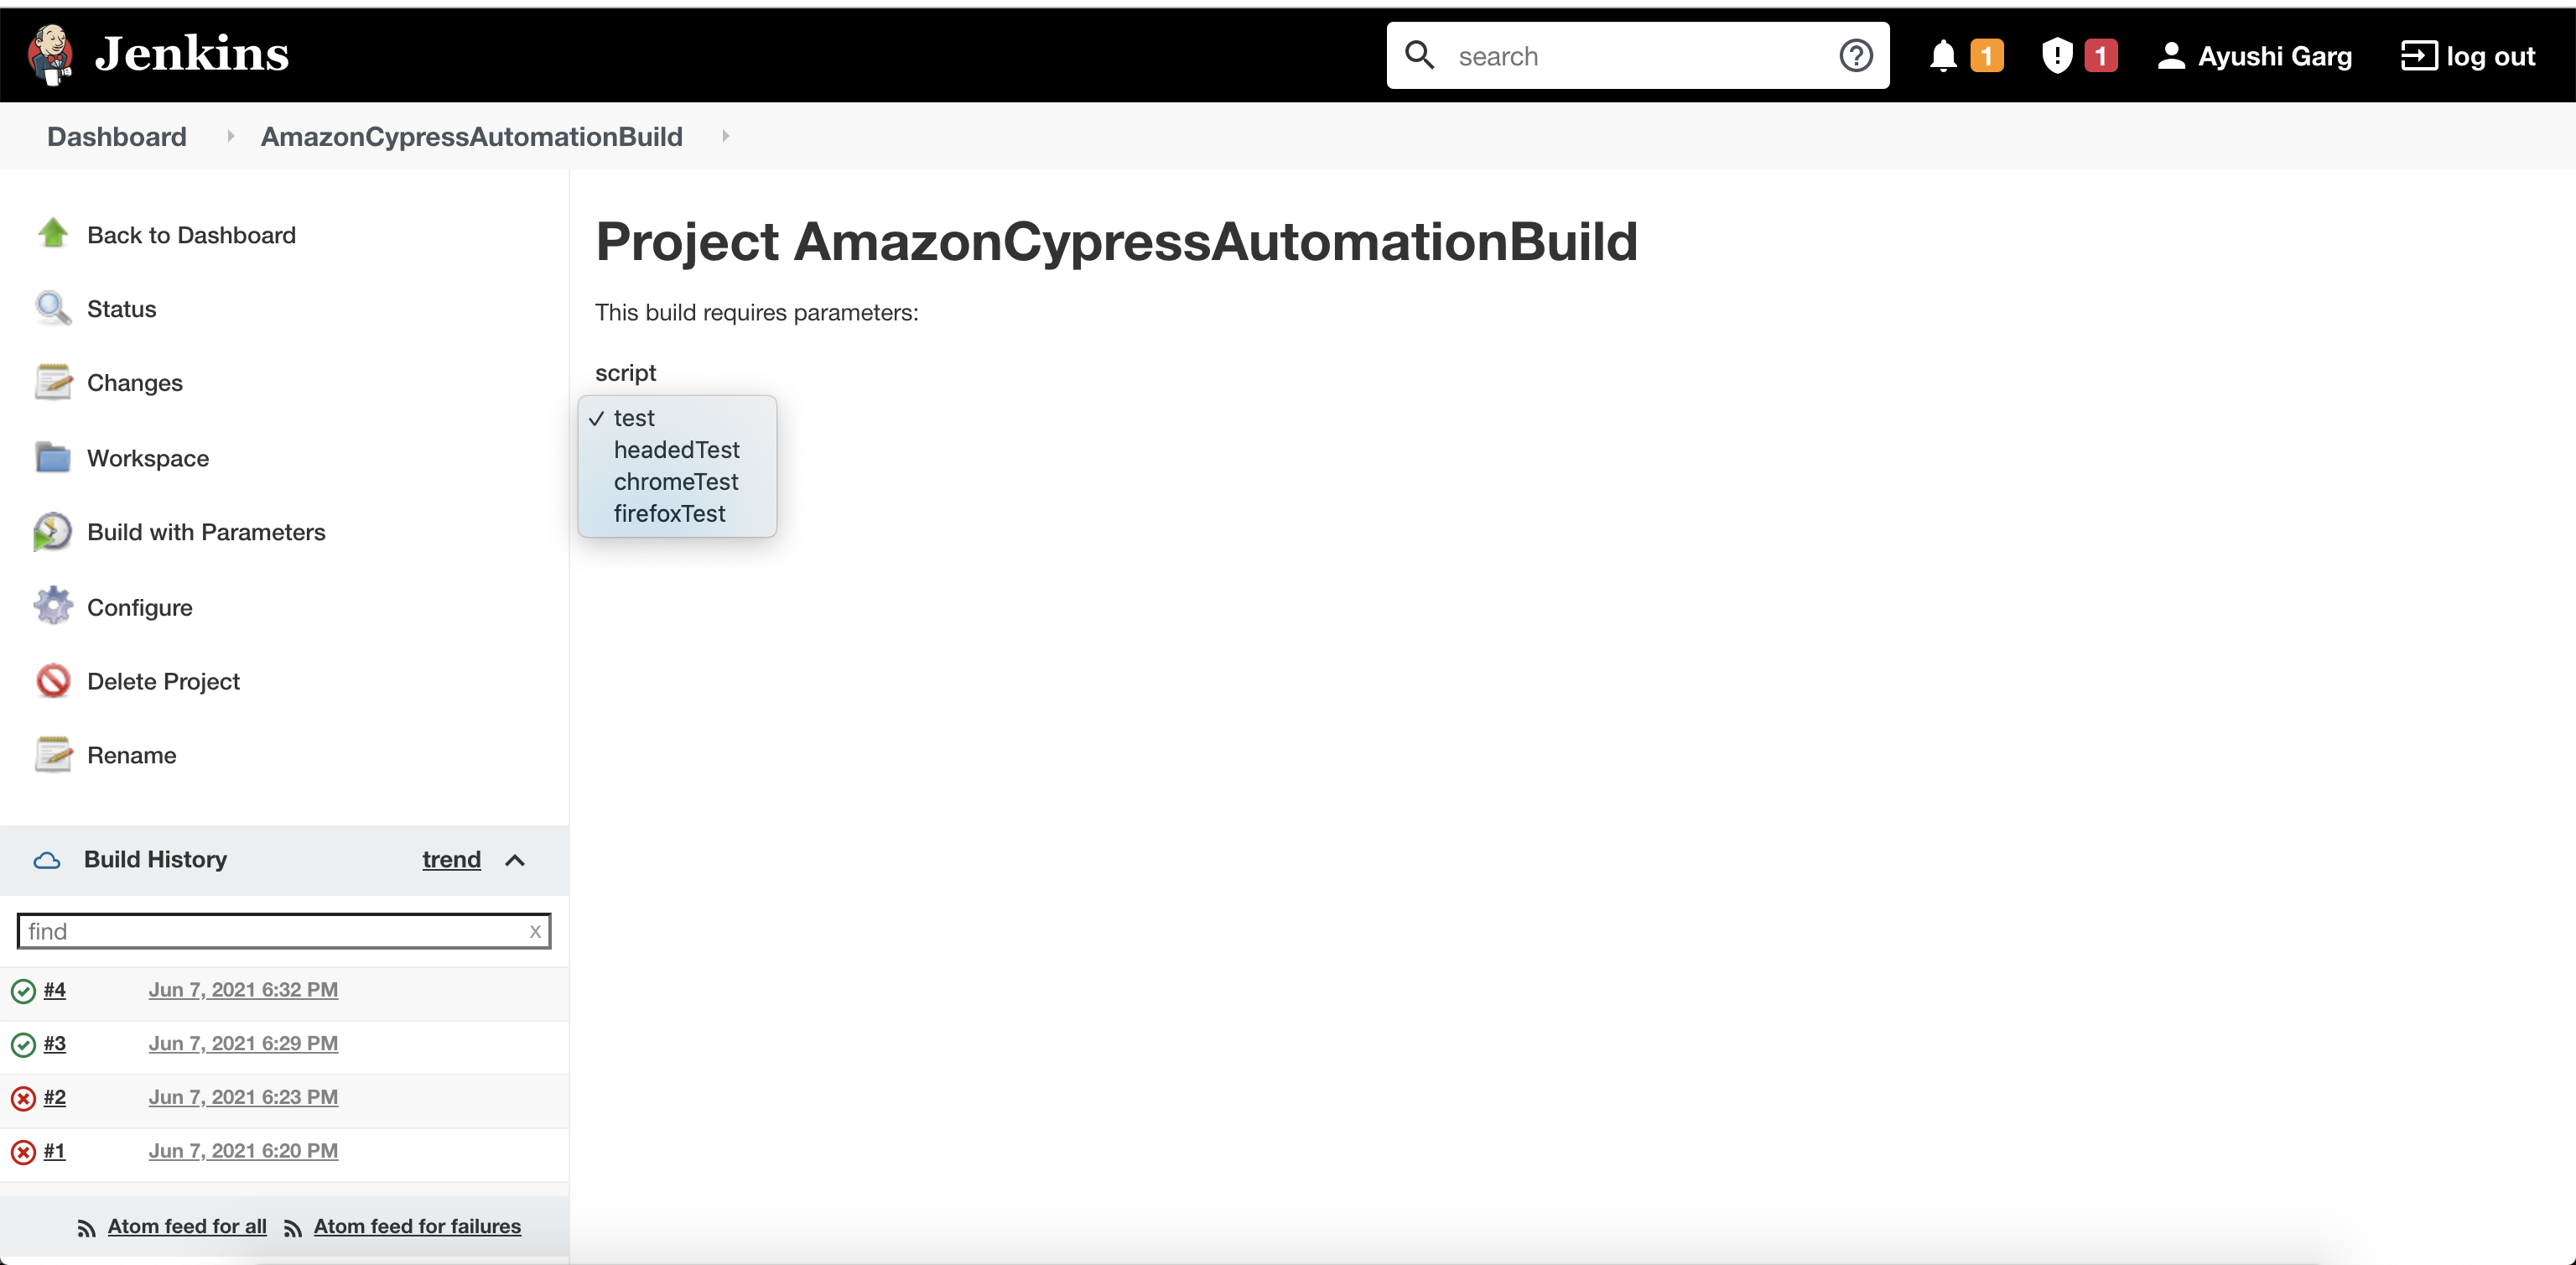 Jenkins
search
1
1
Ayushi Garg
log out
Dashboard
AmazonCypressAutomationBuild
Back to Dashboard
Status
Changes
Workspace
Build with Parameters
Configure
Delete Project
Rename
Build History
trend
find
x
#4 Jun 7, 2021 6:32 PM
#3 Jun 7, 2021 6:29 PM
#2 Jun 7, 2021 6:23 PM
#1 Jun 7, 2021 6:20 PM
Atom feed for all
Atom feed for failures
Project AmazonCypressAutomationBuild
This build requires parameters:
script
test
headedTest
chromeTest
firefoxTest